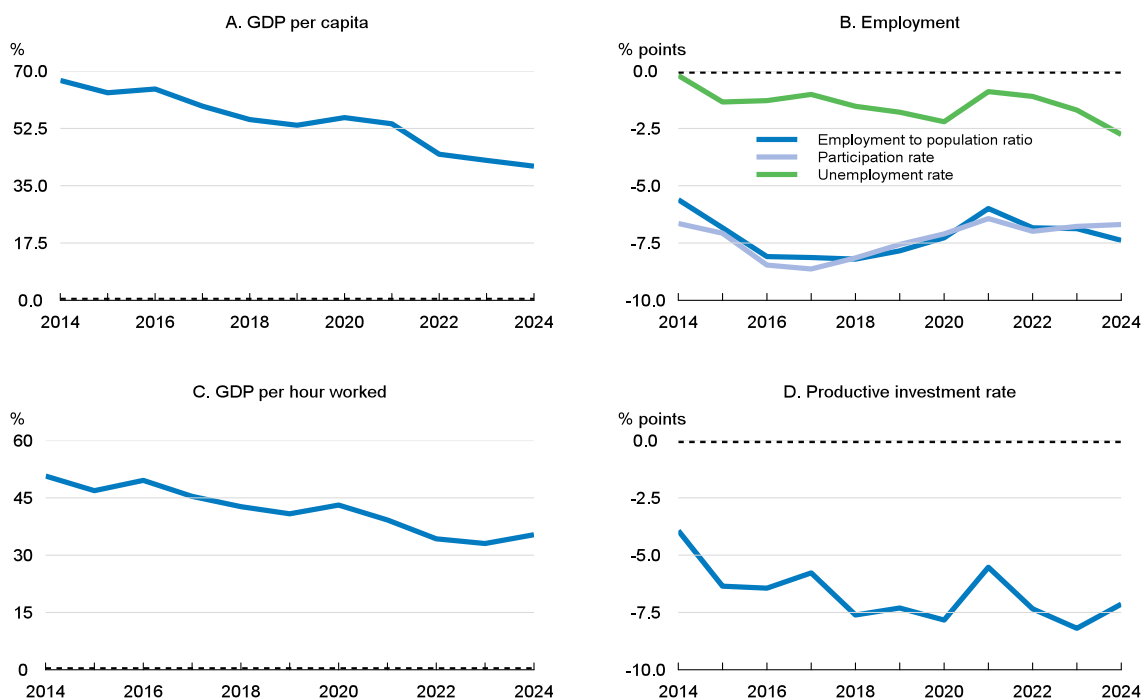 A. GDP per capita
%
70.0
52.5
35.0
17.5
0.0
2014 2016 2018 2020 2022 2024
B. Employment
% points
0.0
-2.5
-5.0
-7.5
-10.0
Employment to population ratio
Participation rate
Unemployment rate
2014 2016 2018 2020 2022 2024
C. GDP per hour worked
%
60
45
30
15
0
2014 2016 2018 2020 2022 2024
D. Productive investment rate
% points
0.0
-2.5
-5.0
-7.5
-10.0
2014 2016 2018 2020 2022 2024